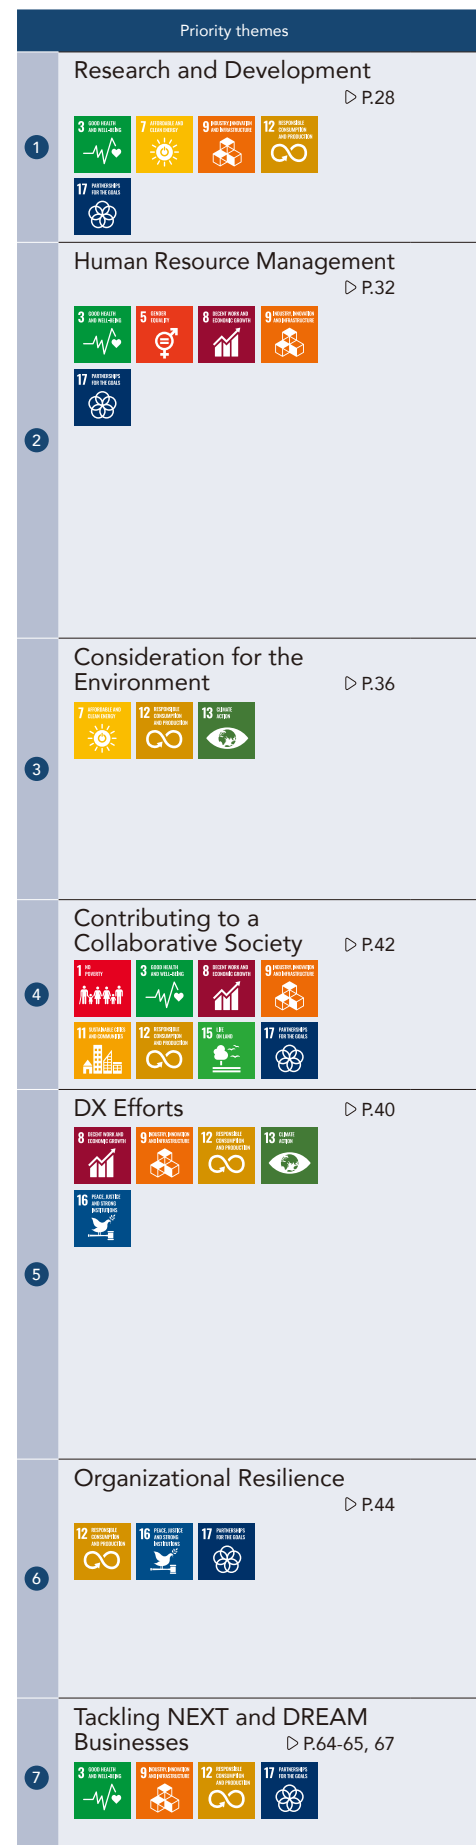 Priority themes
1
Research and Development
▷ P.28
3 GOOD HEALTH AND WELL-BEING
7 AFFORDABLE AND CLEAN ENERGY
9 INDUSTRY, INNOVATION AND INFRASTRUCTURE
12 RESPONSIBLE CONSUMPTION AND PRODUCTION
17 PARTNERSHIPS FOR THE GOALS
2
Human Resource Management
▷ P.32
3 GOOD HEALTH AND WELL-BEING
5 GENDER EQUALITY
8 DECENT WORK AND ECONOMIC GROWTH
9 INDUSTRY, INNOVATION AND INFRASTRUCTURE
17 PARTNERSHIPS FOR THE GOALS
3
Consideration for the
Environment ▷ P.36
7 AFFORDABLE AND CLEAN ENERGY
12 RESPONSIBLE CONSUMPTION AND PRODUCTION
13 CLIMATE ACTION
4
Contributing to a
Collaborative Society ▷ P.42
1 NO POVERTY
3 GOOD HEALTH AND WELL-BEING
8 DECENT WORK AND ECONOMIC GROWTH
9 INDUSTRY, INNOVATION AND INFRASTRUCTURE
11 SUSTAINABLE CITIES AND COMMUNITIES
12 RESPONSIBLE CONSUMPTION AND PRODUCTION
15 LIFE ON LAND
17 PARTNERSHIPS FOR THE GOALS
5
DX Efforts ▷ P.40
8 DECENT WORK AND ECONOMIC GROWTH
9 INDUSTRY, INNOVATION AND INFRASTRUCTURE
12 RESPONSIBLE CONSUMPTION AND PRODUCTION
13 CLIMATE ACTION
16 PEACE, JUSTICE AND STRONG INSTITUTIONS
6
Organizational Resilience
▷ P.44
12 RESPONSIBLE CONSUMPTION AND PRODUCTION
16 PEACE, JUSTICE AND STRONG INSTITUTIONS
17 PARTNERSHIPS FOR THE GOALS
7
Tackling NEXT and DREAM
Businesses ▷ P.64-65, 67
3 GOOD HEALTH AND WELL-BEING
9 INDUSTRY, INNOVATION AND INFRASTRUCTURE
12 RESPONSIBLE CONSUMPTION AND PRODUCTION
17 PARTNERSHIPS FOR THE GOALS